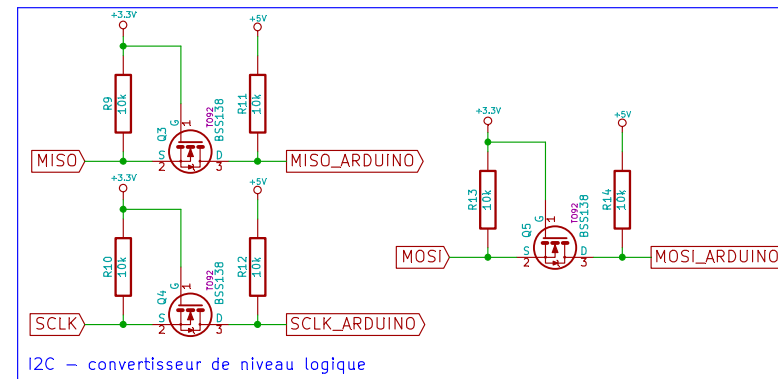 +3.3V
+5V
R9
10k
G
1
Q3
TO92
BSS138
R11
10k
MISO
S
2
D
3
MISO_ARDUINO
+3.3V
+5V
R10
10k
G
1
Q4
TO92
BSS138
R12
10k
SCLK
S
2
D
3
SCLK_ARDUINO
+3.3V
+5V
R13
10k
G
1
Q5
TO92
BSS138
R14
10k
MOSI
S
2
D
3
MOSI_ARDUINO
I2C – convertisseur de niveau logique